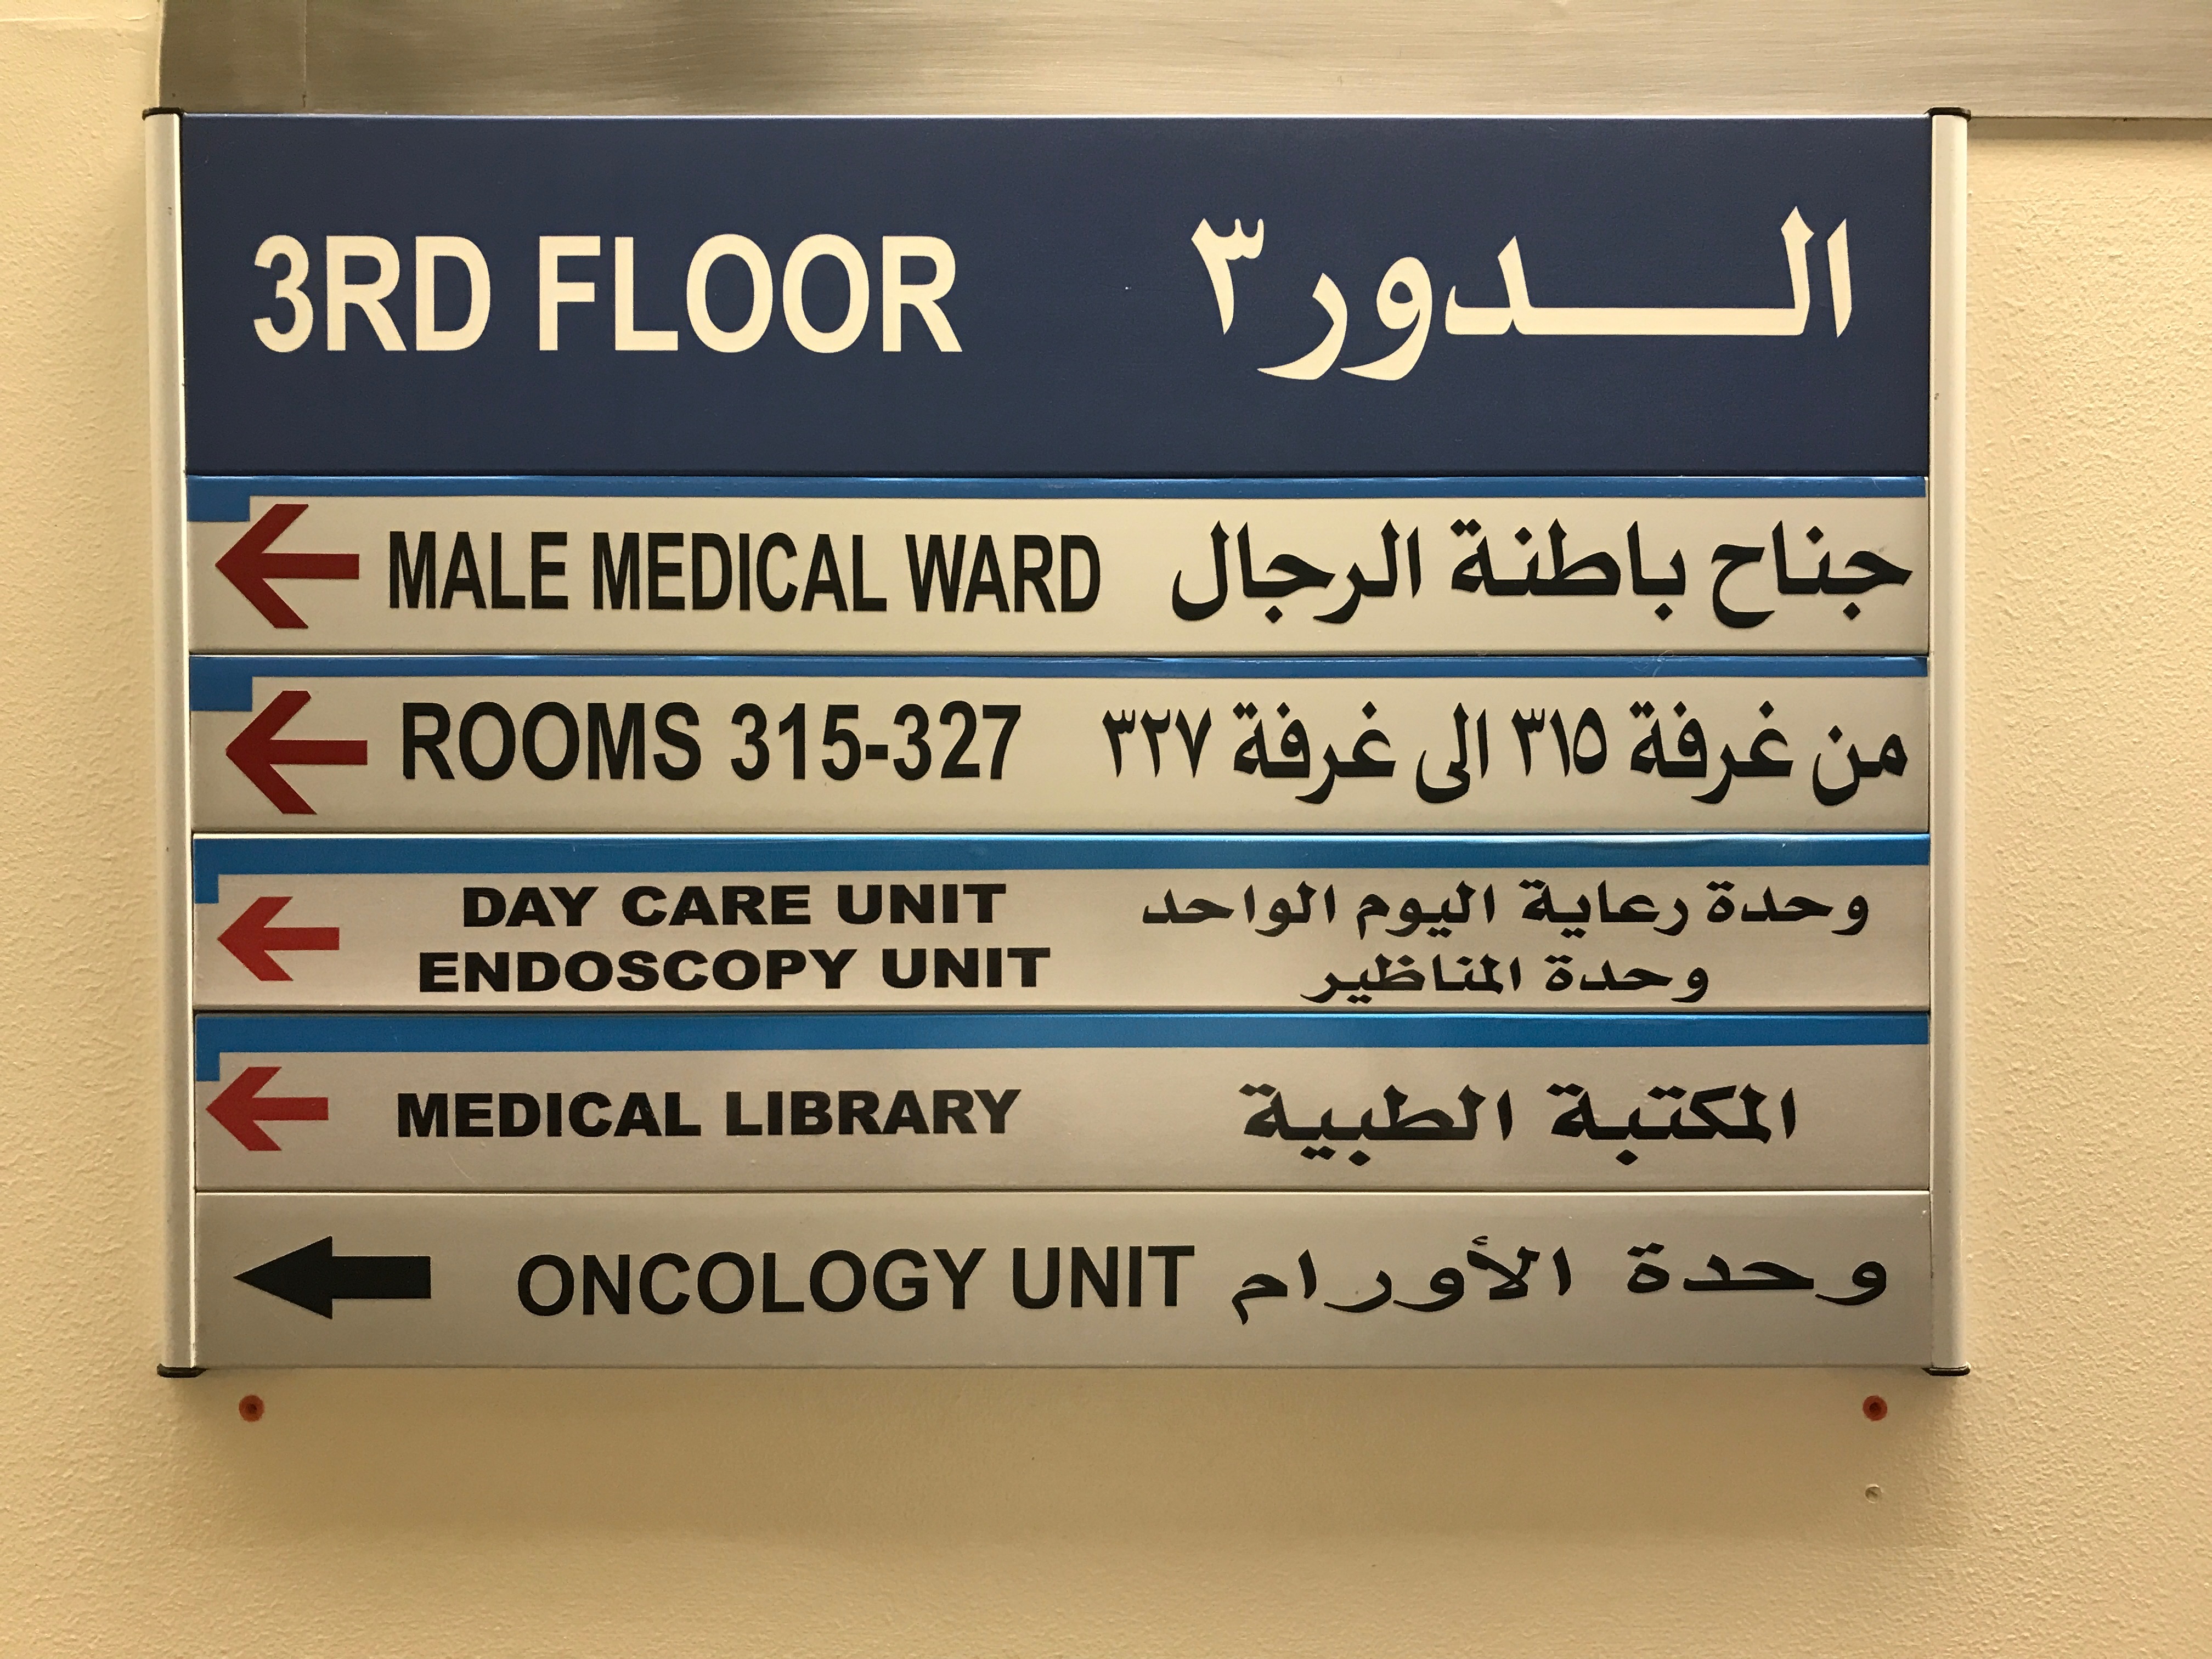 3RD FLOOR
الدور ٣
MALE MEDICAL WARD
جناح باطنة الرجال
ROOMS 315-327
من غرفة ٣١٥ الى غرفة ٣٢٧
DAY CARE UNIT
ENDOSCOPY UNIT
وحدة رعاية اليوم الواحد
وحدة المناظير
MEDICAL LIBRARY
المكتبة الطبية
ONCOLOGY UNIT
وحدة الأورام